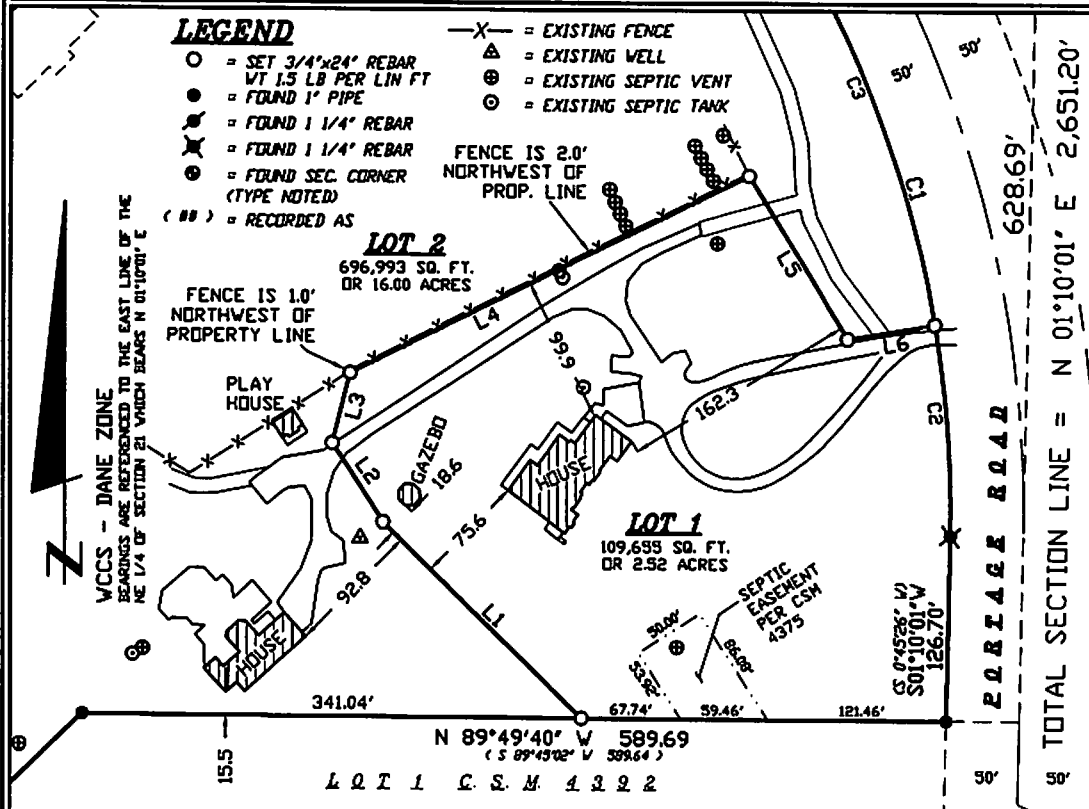 LEGEND
= SET 3/4"x24" REBAR
WT 1.5 LB PER LIN FT
= FOUND 1" PIPE
= FOUND 1 1/4" REBAR
= FOUND 1 1/4" REBAR
= FOUND SEC. CORNER
(TYPE NOTED)
( ## ) = RECORDED AS
—X— = EXISTING FENCE
= EXISTING WELL
= EXISTING SEPTIC VENT
= EXISTING SEPTIC TANK
FENCE IS 2.0'
NORTHWEST OF
PROP. LINE
LOT 2
696,993 SQ. FT.
OR 16.00 ACRES
FENCE IS 1.0'
NORTHWEST OF
PROPERTY LINE
PLAY
HOUSE
WCCS - DANE ZONE
BEARINGS ARE REFERENCED TO THE EAST LINE OF THE
NE 1/4 OF SECTION 21 WHICH BEARS N 01°10'01" E
Z
L4
L3
L2
L5
L6
L1
C3
C1
C2
50'
50'
99.9
162.3
GAZEBO
18.6
75.6
92.8
HOUSE
HOUSE
LOT 1
109,655 SQ. FT.
OR 2.52 ACRES
SEPTIC
EASEMENT
PER CSM
4375
50.00'
53.92'
86.08'
(S 0°45'26" W)
S01°10'01"W
126.70'
PORTAGE ROAD
628.69'
TOTAL SECTION LINE = N 01°10'01" E 2,651.20'
341.04'
67.74'
59.46'
121.46'
N 89°49'40" W 589.69
( S 89°45'02" W 589.64 )
15.5
LOT 1 C.S.M. 4392
50'
50'